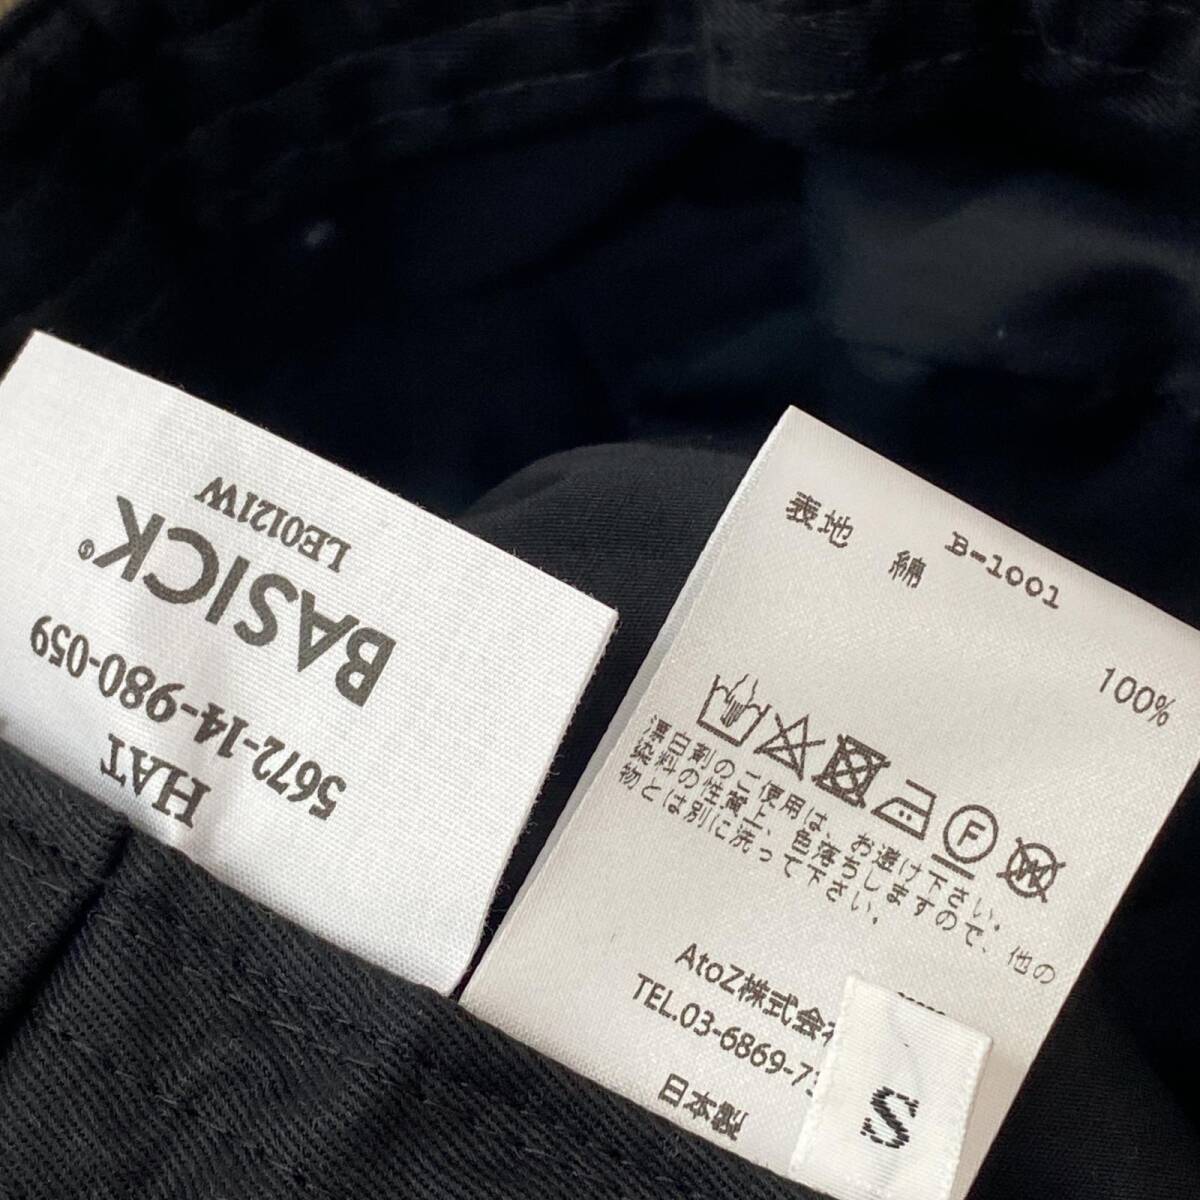 HAT
5672-14-980-059
BASICK®
LE0121W
B-1001
表地 綿 100%
F
W
漂白剤のご使用は、お避け下さい。
染料の性質上、色落ちしますので、他の
物とは別に洗って下さい。
AtoZ株式会
TEL.03-6869-7
日本製
S